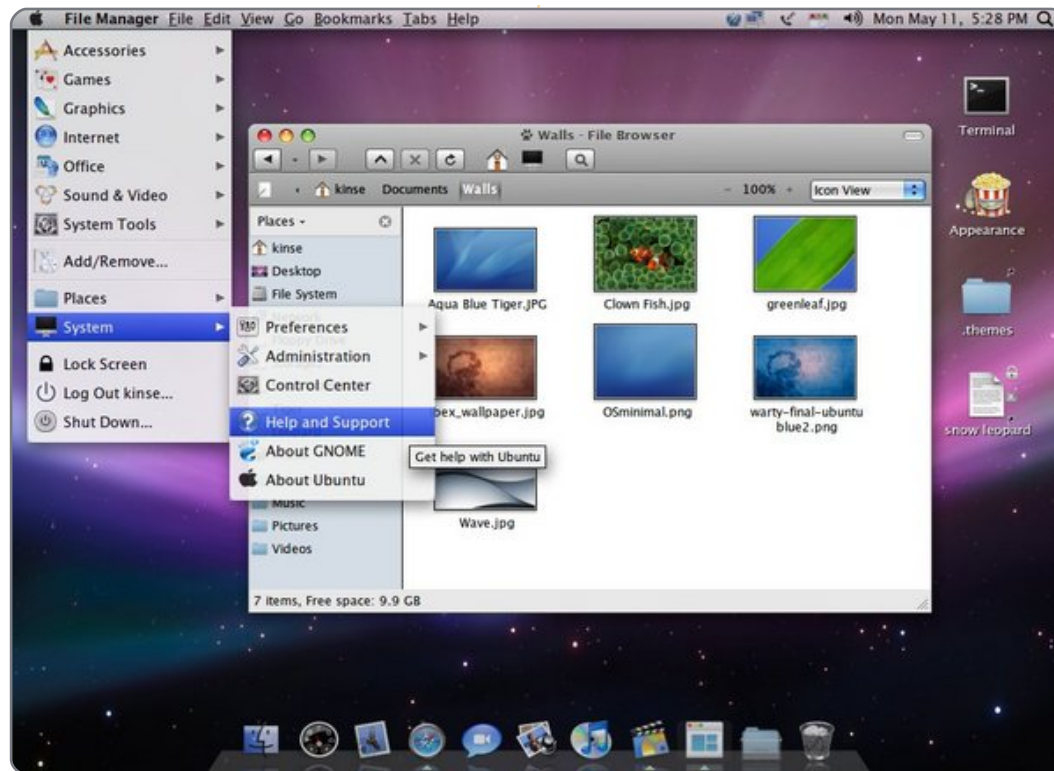 File Manager File Edit View Go Bookmarks Tabs Help Mon May 11, 5:28 PM
Accessories
Games
Graphics
Internet
Office
Sound & Video
System Tools
Add/Remove...
Places
System
Lock Screen
Log Out kinse...
Shut Down...
Preferences
Administration
Control Center
Help and Support
About GNOME
About Ubuntu
Get help with Ubuntu
Walls - File Browser
kinse Documents Walls - 100% + Icon View
Places
kinse
Desktop
File System
Network
Floppy Drive
Music
Pictures
Videos
Aqua Blue Tiger.JPG
Clown Fish.jpg
greenleaf.jpg
bex_wallpaper.jpg
OSminimal.png
warty-final-ubuntu
blue2.png
Wave.jpg
7 items, Free space: 9.9 GB
Terminal
Appearance
.themes
snow leopard